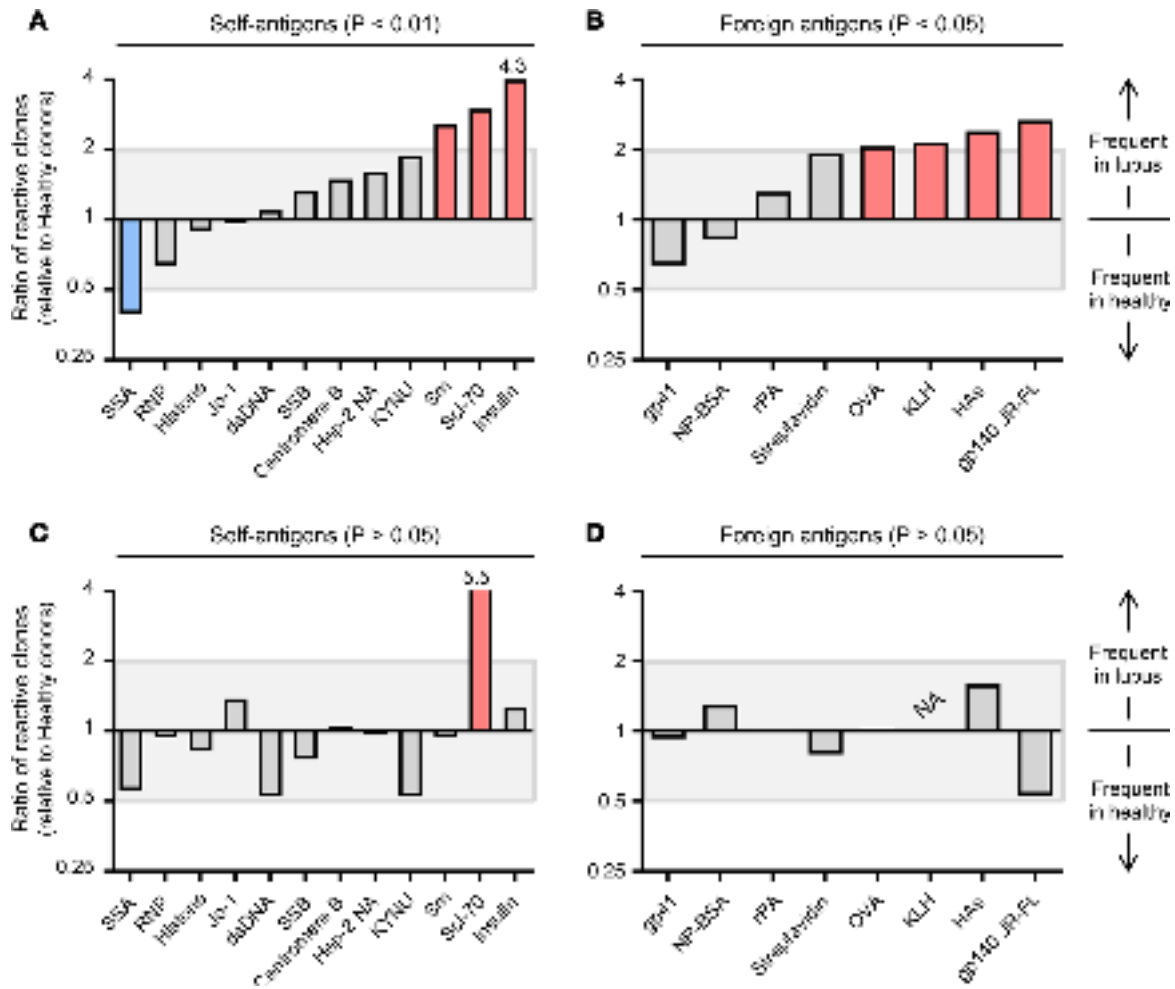 A
Self-antigens (P < 0.01)
Ratio of reactive clones
(relative to Healthy donors)
4
2
1
0.5
0.25
4.3
SSA
RNP
Histone
Jo-1
dsDNA
SSB
Centromere B
Hep-2 NA
KYNU
Sm
Scl-70
Insulin
B
Foreign antigens (P < 0.05)
4
2
1
0.5
0.25
gp41
NP-BSA
rPA
Streptavidin
OVA
KLH
HAs
gp140 JR-FL
Frequent
in lupus
Frequent
in healthy
C
Self-antigens (P > 0.05)
Ratio of reactive clones
(relative to Healthy donors)
4
2
1
0.5
0.25
5.5
SSA
RNP
Histone
Jo-1
dsDNA
SSB
Centromere B
Hep-2 NA
KYNU
Sm
Scl-70
Insulin
D
Foreign antigens (P > 0.05)
4
2
1
0.5
0.25
NA
gp41
NP-BSA
rPA
Streptavidin
OVA
KLH
HAs
gp140 JR-FL
Frequent
in lupus
Frequent
in healthy